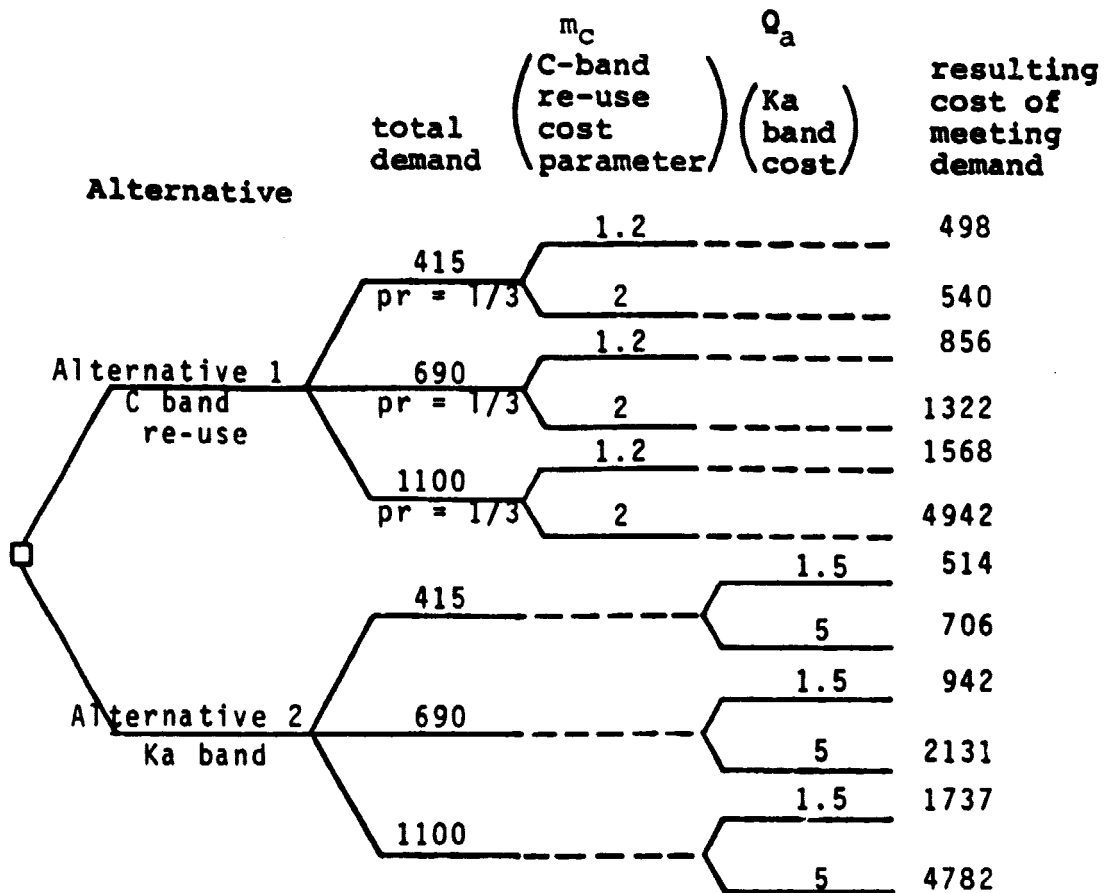 m_c Q_a
(C-band re-use cost parameter) (Ka band cost)
resulting cost of meeting demand
total demand
Alternative
1.2 498
415
pr = 1/3
2 540
1.2 856
Alternative 1 690
C band pr = 1/3
re-use
2 1322
1.2 1568
1100
pr = 1/3
2 4942
1.5 514
415
5 706
1.5 942
Alternative 2 690
Ka band
5 2131
1.5 1737
1100
5 4782